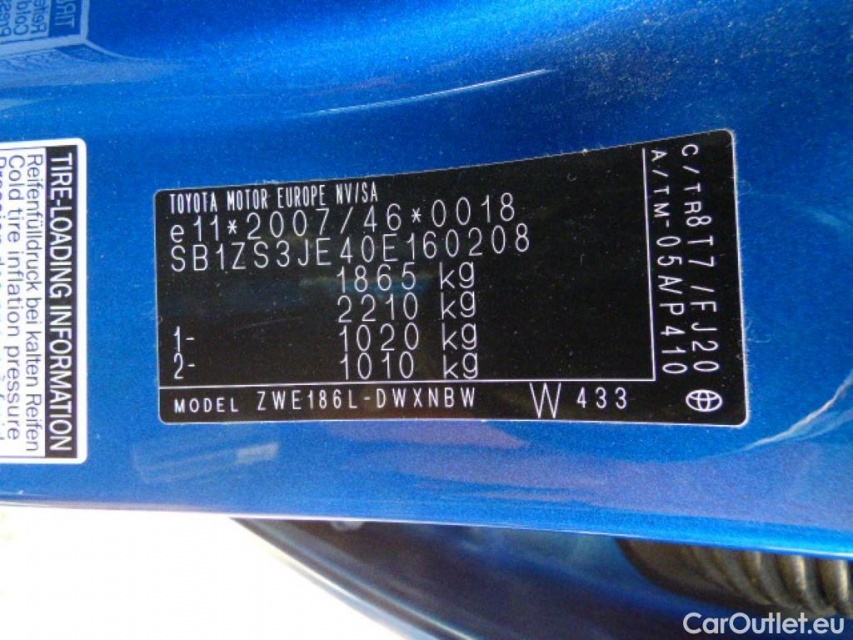 TOYOTA MOTOR EUROPE NV/SA
e11*2007/46*0018
SB1ZS3JE40E160208
1865 kg
2210 kg
1- 1020 kg
2- 1010 kg
MODEL ZWE186L-DWXNBW W433
C/TR8T7/FJ20
A/TM-05A/P410
TIRE-LOADING INFORMATION
Reifenfülldruck bei kalten Reifen
Cold tire inflation pressure
CarOutlet.eu